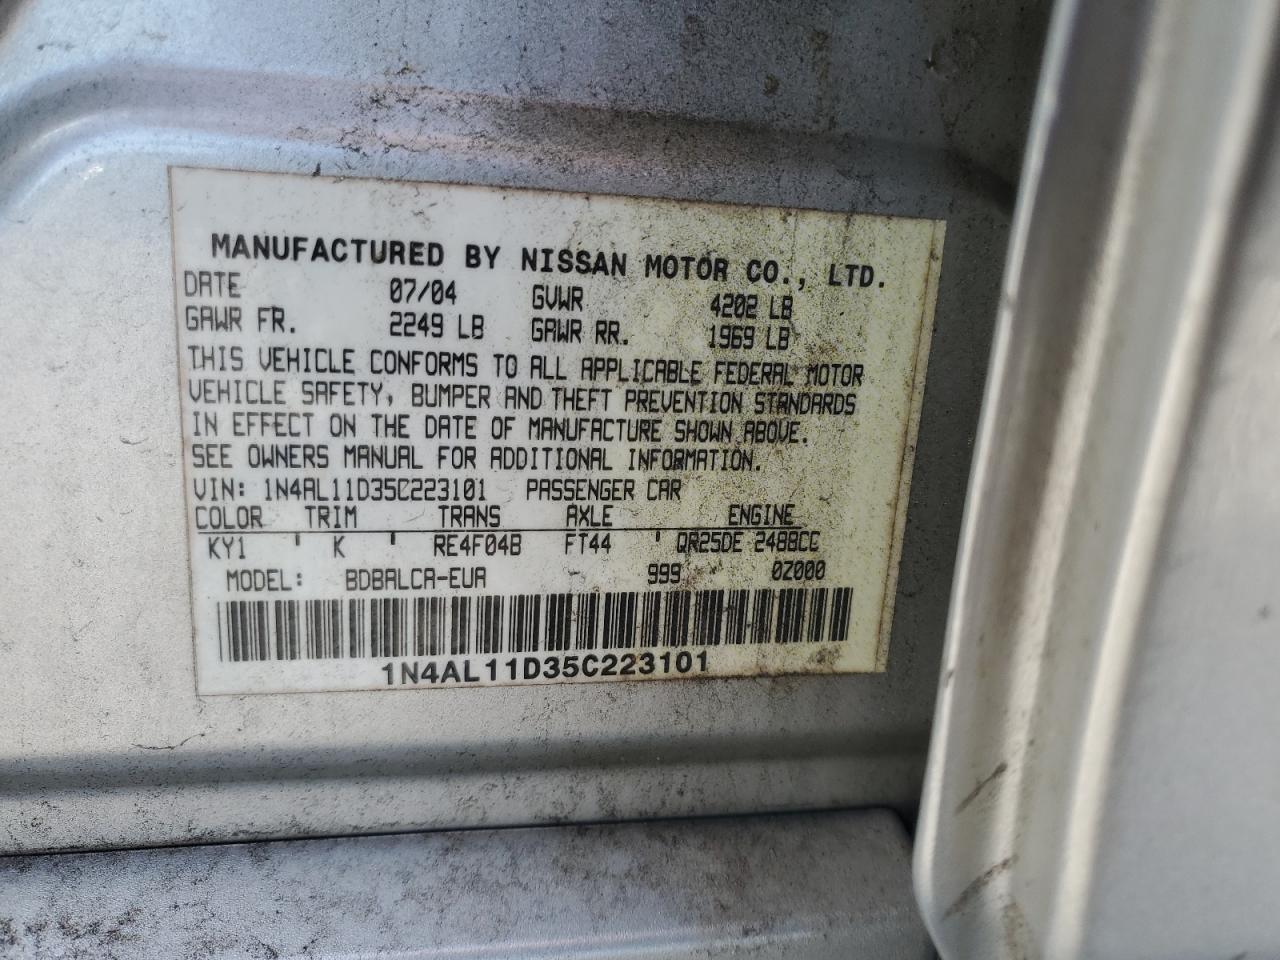 MANUFACTURED BY NISSAN MOTOR CO., LTD.
DATE 07/04 GVWR 4202 LB
GAWR FR. 2249 LB GAWR RR. 1969 LB
THIS VEHICLE CONFORMS TO ALL APPLICABLE FEDERAL MOTOR
VEHICLE SAFETY, BUMPER AND THEFT PREVENTION STANDARDS
IN EFFECT ON THE DATE OF MANUFACTURE SHOWN ABOVE.
SEE OWNERS MANUAL FOR ADDITIONAL INFORMATION.
VIN: 1N4AL11D35C223101 PASSENGER CAR
COLOR TRIM TRANS AXLE ENGINE
KY1 ' K ' RE4F04B FT44 ' QR25DE 2488CC
MODEL: BDBALCA-EUA 999 0Z000
1N4AL11D35C223101